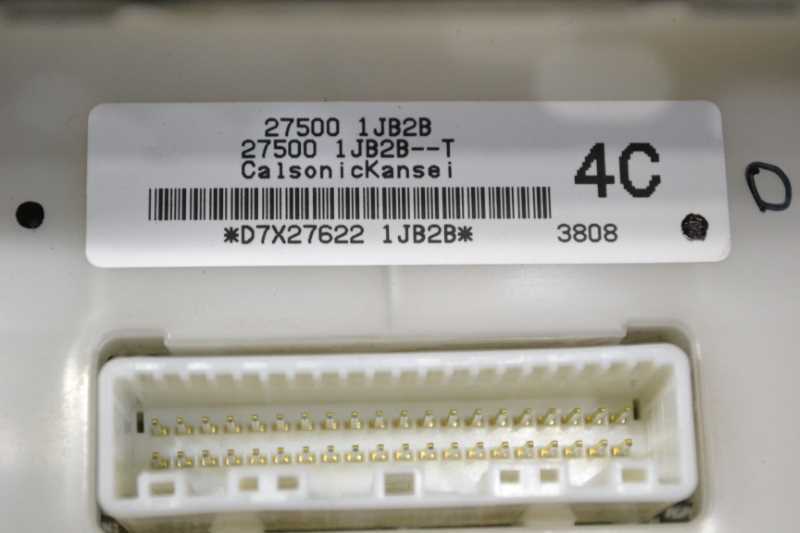 27500 1JB2B
27500 1JB2B--T
CalsonicKansei
4C
*D7X27622 1JB2B*
3808